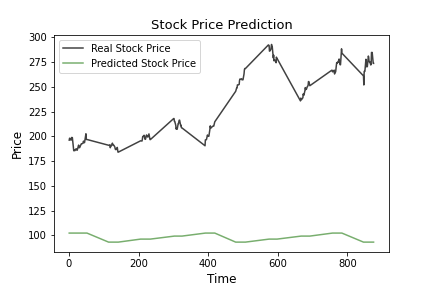 Stock Price Prediction
300
275
250
225
200
175
150
125
100
Price
Real Stock Price
Predicted Stock Price
0 200 400 600 800
Time